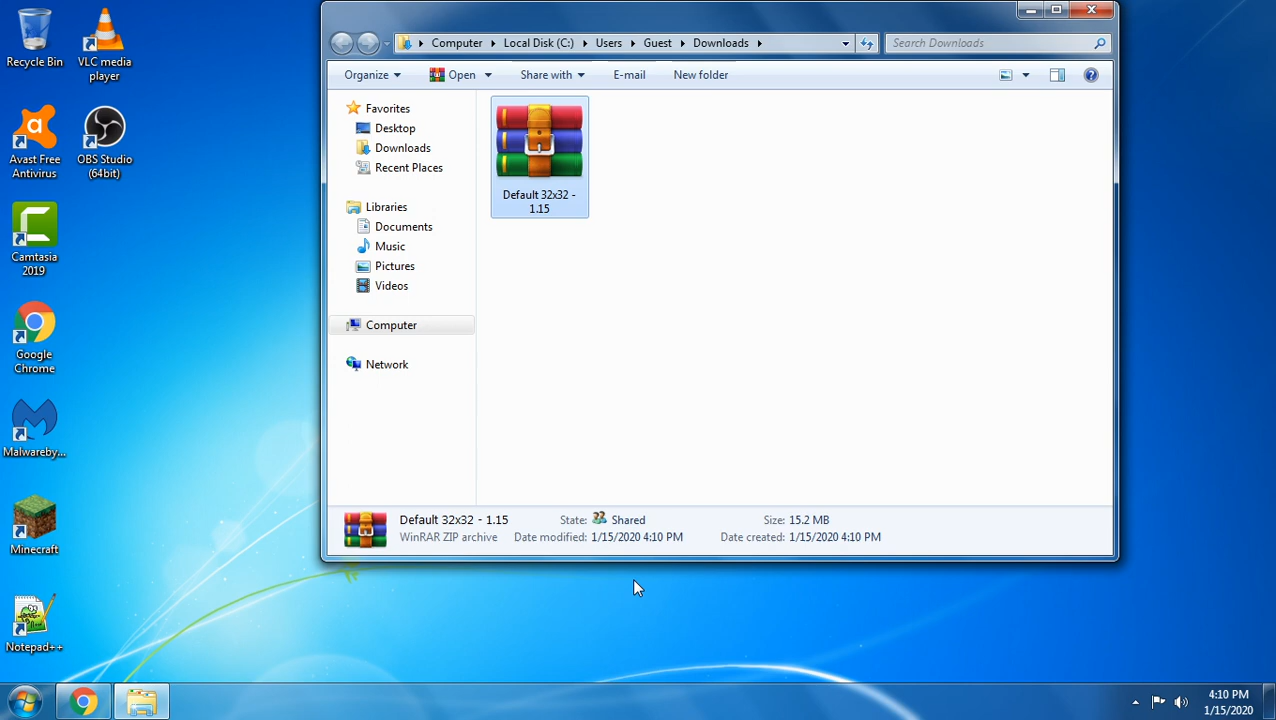 Recycle Bin
VLC media
player
Avast Free
Antivirus
OBS Studio
(64bit)
Camtasia
2019
Google
Chrome
Malwareby...
Minecraft
Notepad++
Computer
Local Disk (C:)
Users
Guest
Downloads
Search Downloads
Organize
Open
Share with
E-mail
New folder
Favorites
Desktop
Downloads
Recent Places
Libraries
Documents
Music
Pictures
Videos
Computer
Network
Default 32x32 -
1.15
Default 32x32 - 1.15 State: Shared Size: 15.2 MB
WinRAR ZIP archive Date modified: 1/15/2020 4:10 PM Date created: 1/15/2020 4:10 PM
4:10 PM
1/15/2020